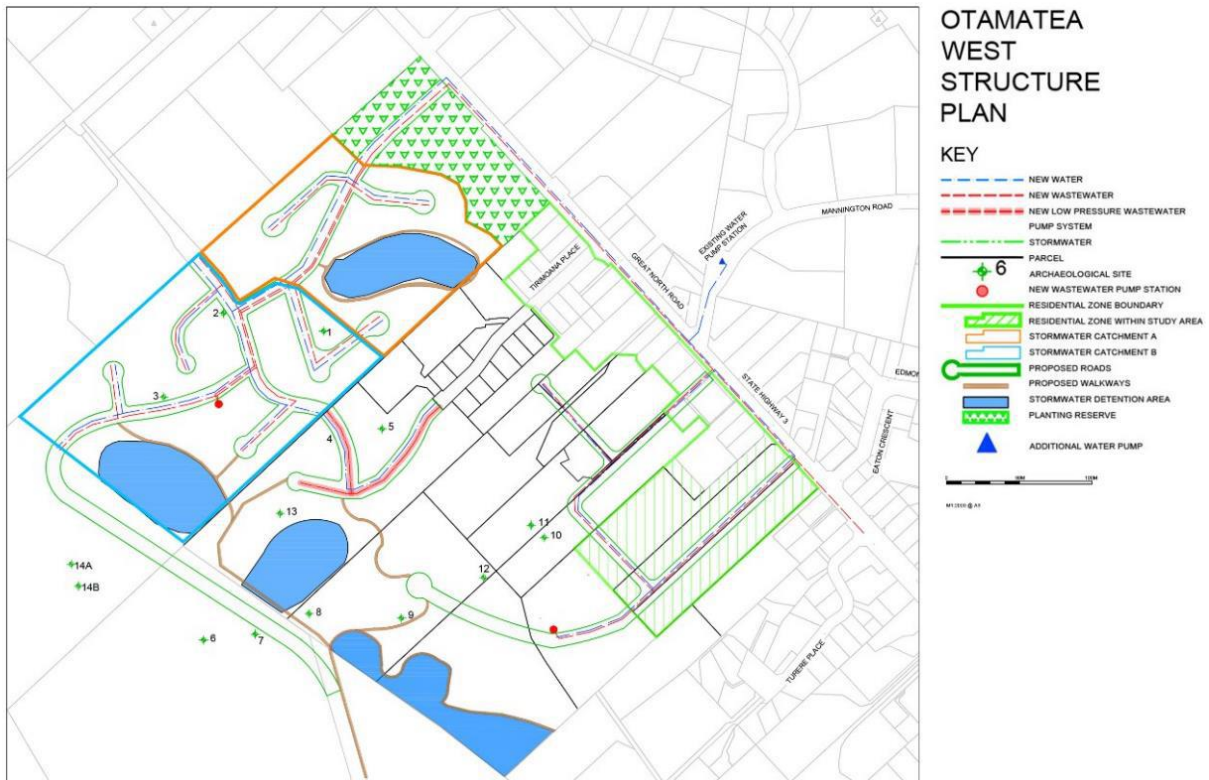 OTAMATEA
WEST
STRUCTURE
PLAN
KEY
NEW WATER
NEW WASTEWATER
NEW LOW PRESSURE WASTEWATER
PUMP SYSTEM
STORMWATER
PARCEL
6
ARCHAEOLOGICAL SITE
NEW WASTEWATER PUMP STATION
RESIDENTIAL ZONE BOUNDARY
RESIDENTIAL ZONE WITHIN STUDY AREA
STORMWATER CATCHMENT A
STORMWATER CATCHMENT B
PROPOSED ROADS
PROPOSED WALKWAYS
STORMWATER DETENTION AREA
PLANTING RESERVE
ADDITIONAL WATER PUMP
MANNINGTON ROAD
EXISTING WATER
PUMP STATION
TIRIMOANA PLACE
GREAT NORTH ROAD
STATE HIGHWAY 3
EDMO
EATON CRESCENT
TURERE PLACE
2
1
3
4
5
13
11
10
12
14A
14B
8
9
6
7